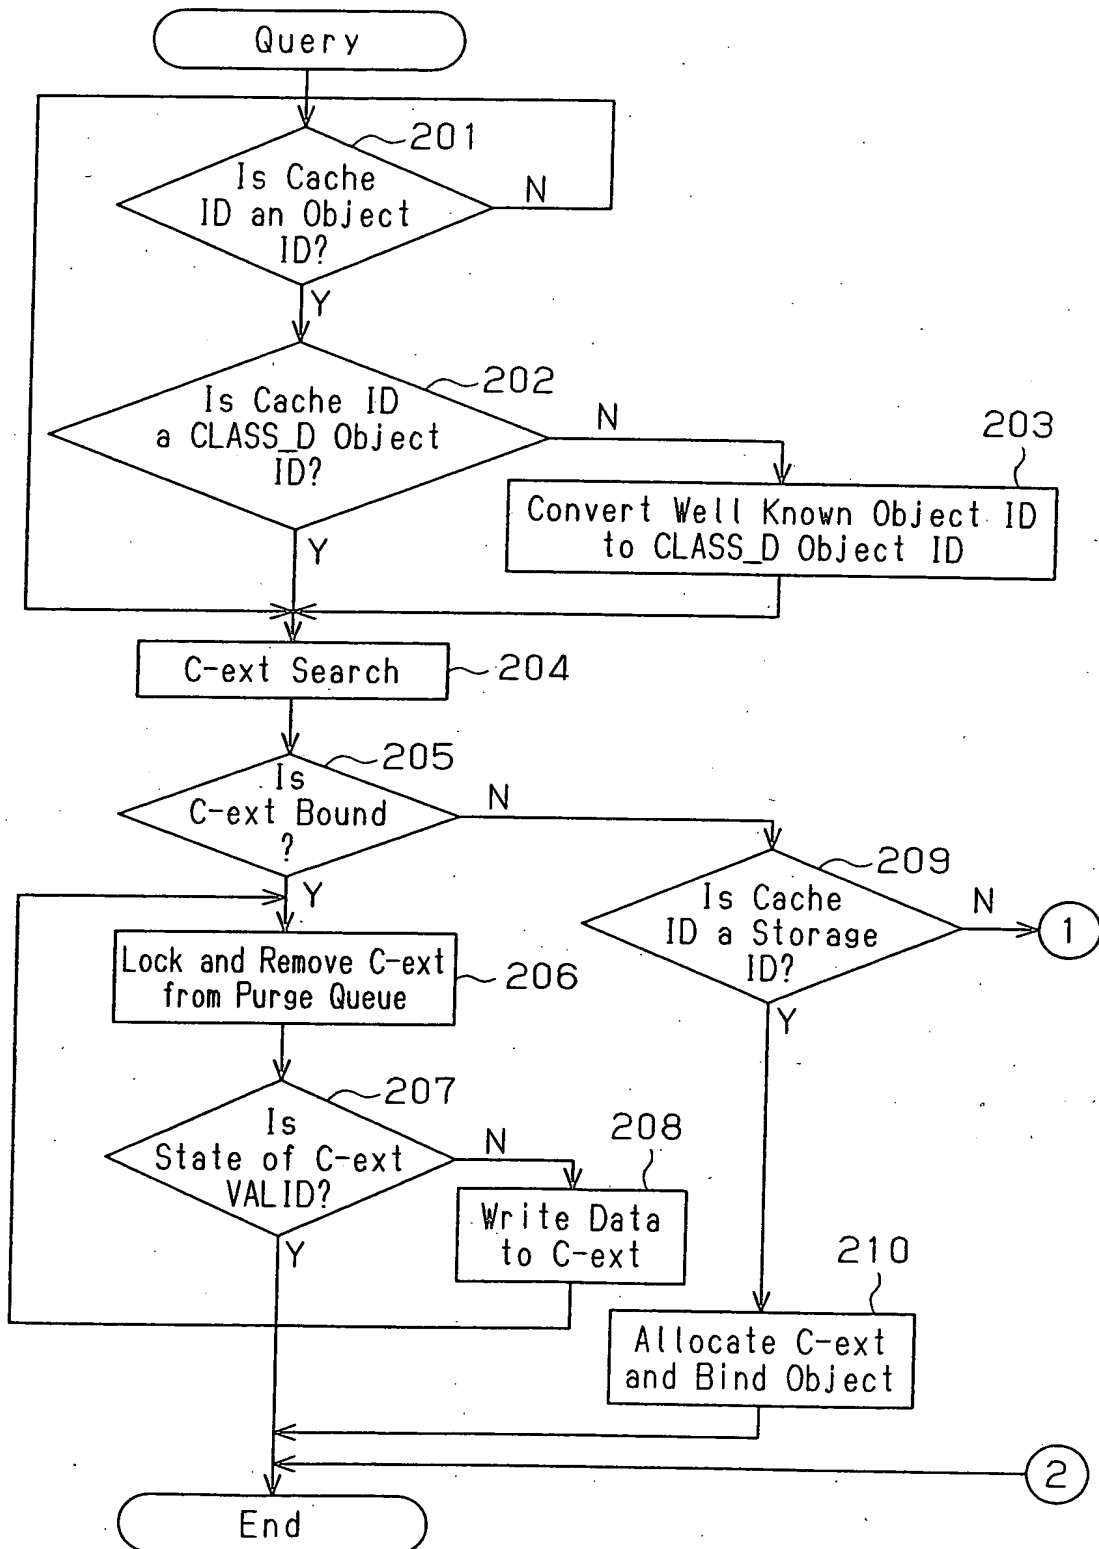 Query
201
Is Cache
ID an Object
ID?
N
Y
202
Is Cache ID
a CLASS_D Object
ID?
N
203
Convert Well Known Object ID
to CLASS_D Object ID
Y
C-ext Search
204
205
Is
C-ext Bound
?
N
Y
209
Is Cache
ID a Storage
ID?
N
1
Lock and Remove C-ext
from Purge Queue
206
Y
207
Is
State of C-ext
VALID?
N
208
Write Data
to C-ext
Y
210
Allocate C-ext
and Bind Object
2
End